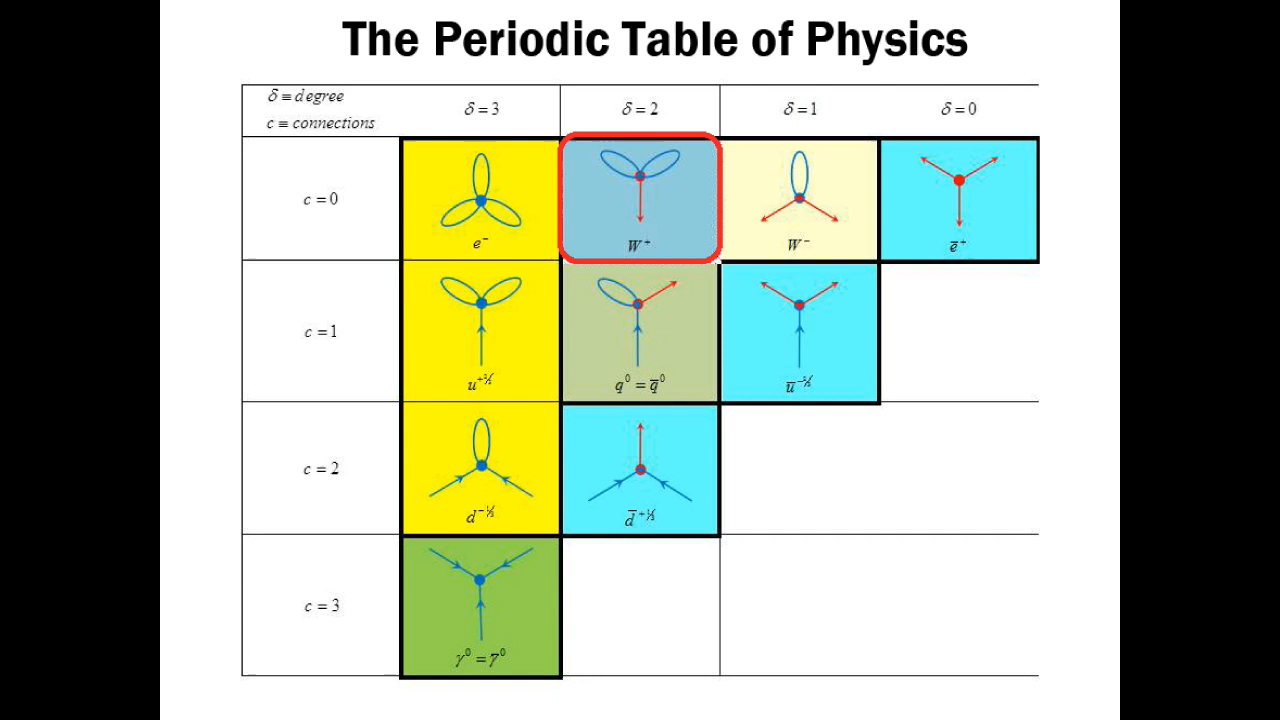 The Periodic Table of Physics
δ ≡ degree
c ≡ connections
δ = 3
δ = 2
δ = 1
δ = 0
c = 0
e⁻
W⁺
W⁻
e̅⁺
c = 1
u⁺⅔
q⁰ = q̅⁰
u̅⁻⅔
c = 2
d⁻⅓
d̅⁺⅓
c = 3
γ⁰ = γ̅⁰